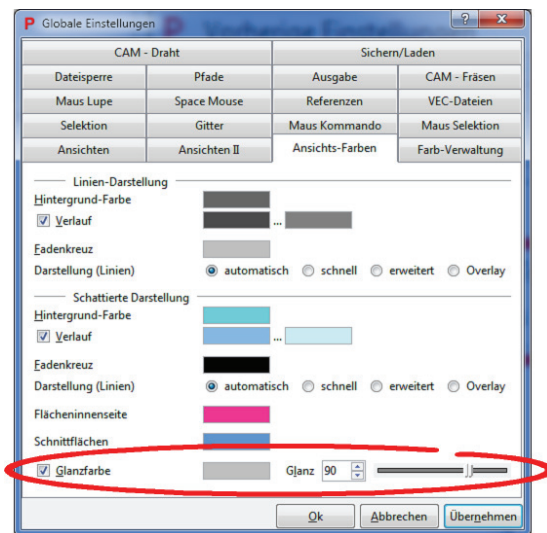 Globale Einstellungen
CAM - Draht Sichern/Laden
Dateisperre Pfade Ausgabe CAM - Fräsen
Maus Lupe Space Mouse Referenzen VEC-Dateien
Selektion Gitter Maus Kommando Maus Selektion
Ansichten Ansichten II Ansichts-Farben Farb-Verwaltung
Linien-Darstellung
Hintergrund-Farbe
Verlauf ...
Fadenkreuz
Darstellung (Linien) automatisch schnell erweitert Overlay
Schattierte Darstellung
Hintergrund-Farbe
Verlauf ...
Fadenkreuz
Darstellung (Linien) automatisch schnell erweitert Overlay
Flächeninnenseite
Schnittflächen
Glanzfarbe Glanz 90
Ok Abbrechen Übernehmen